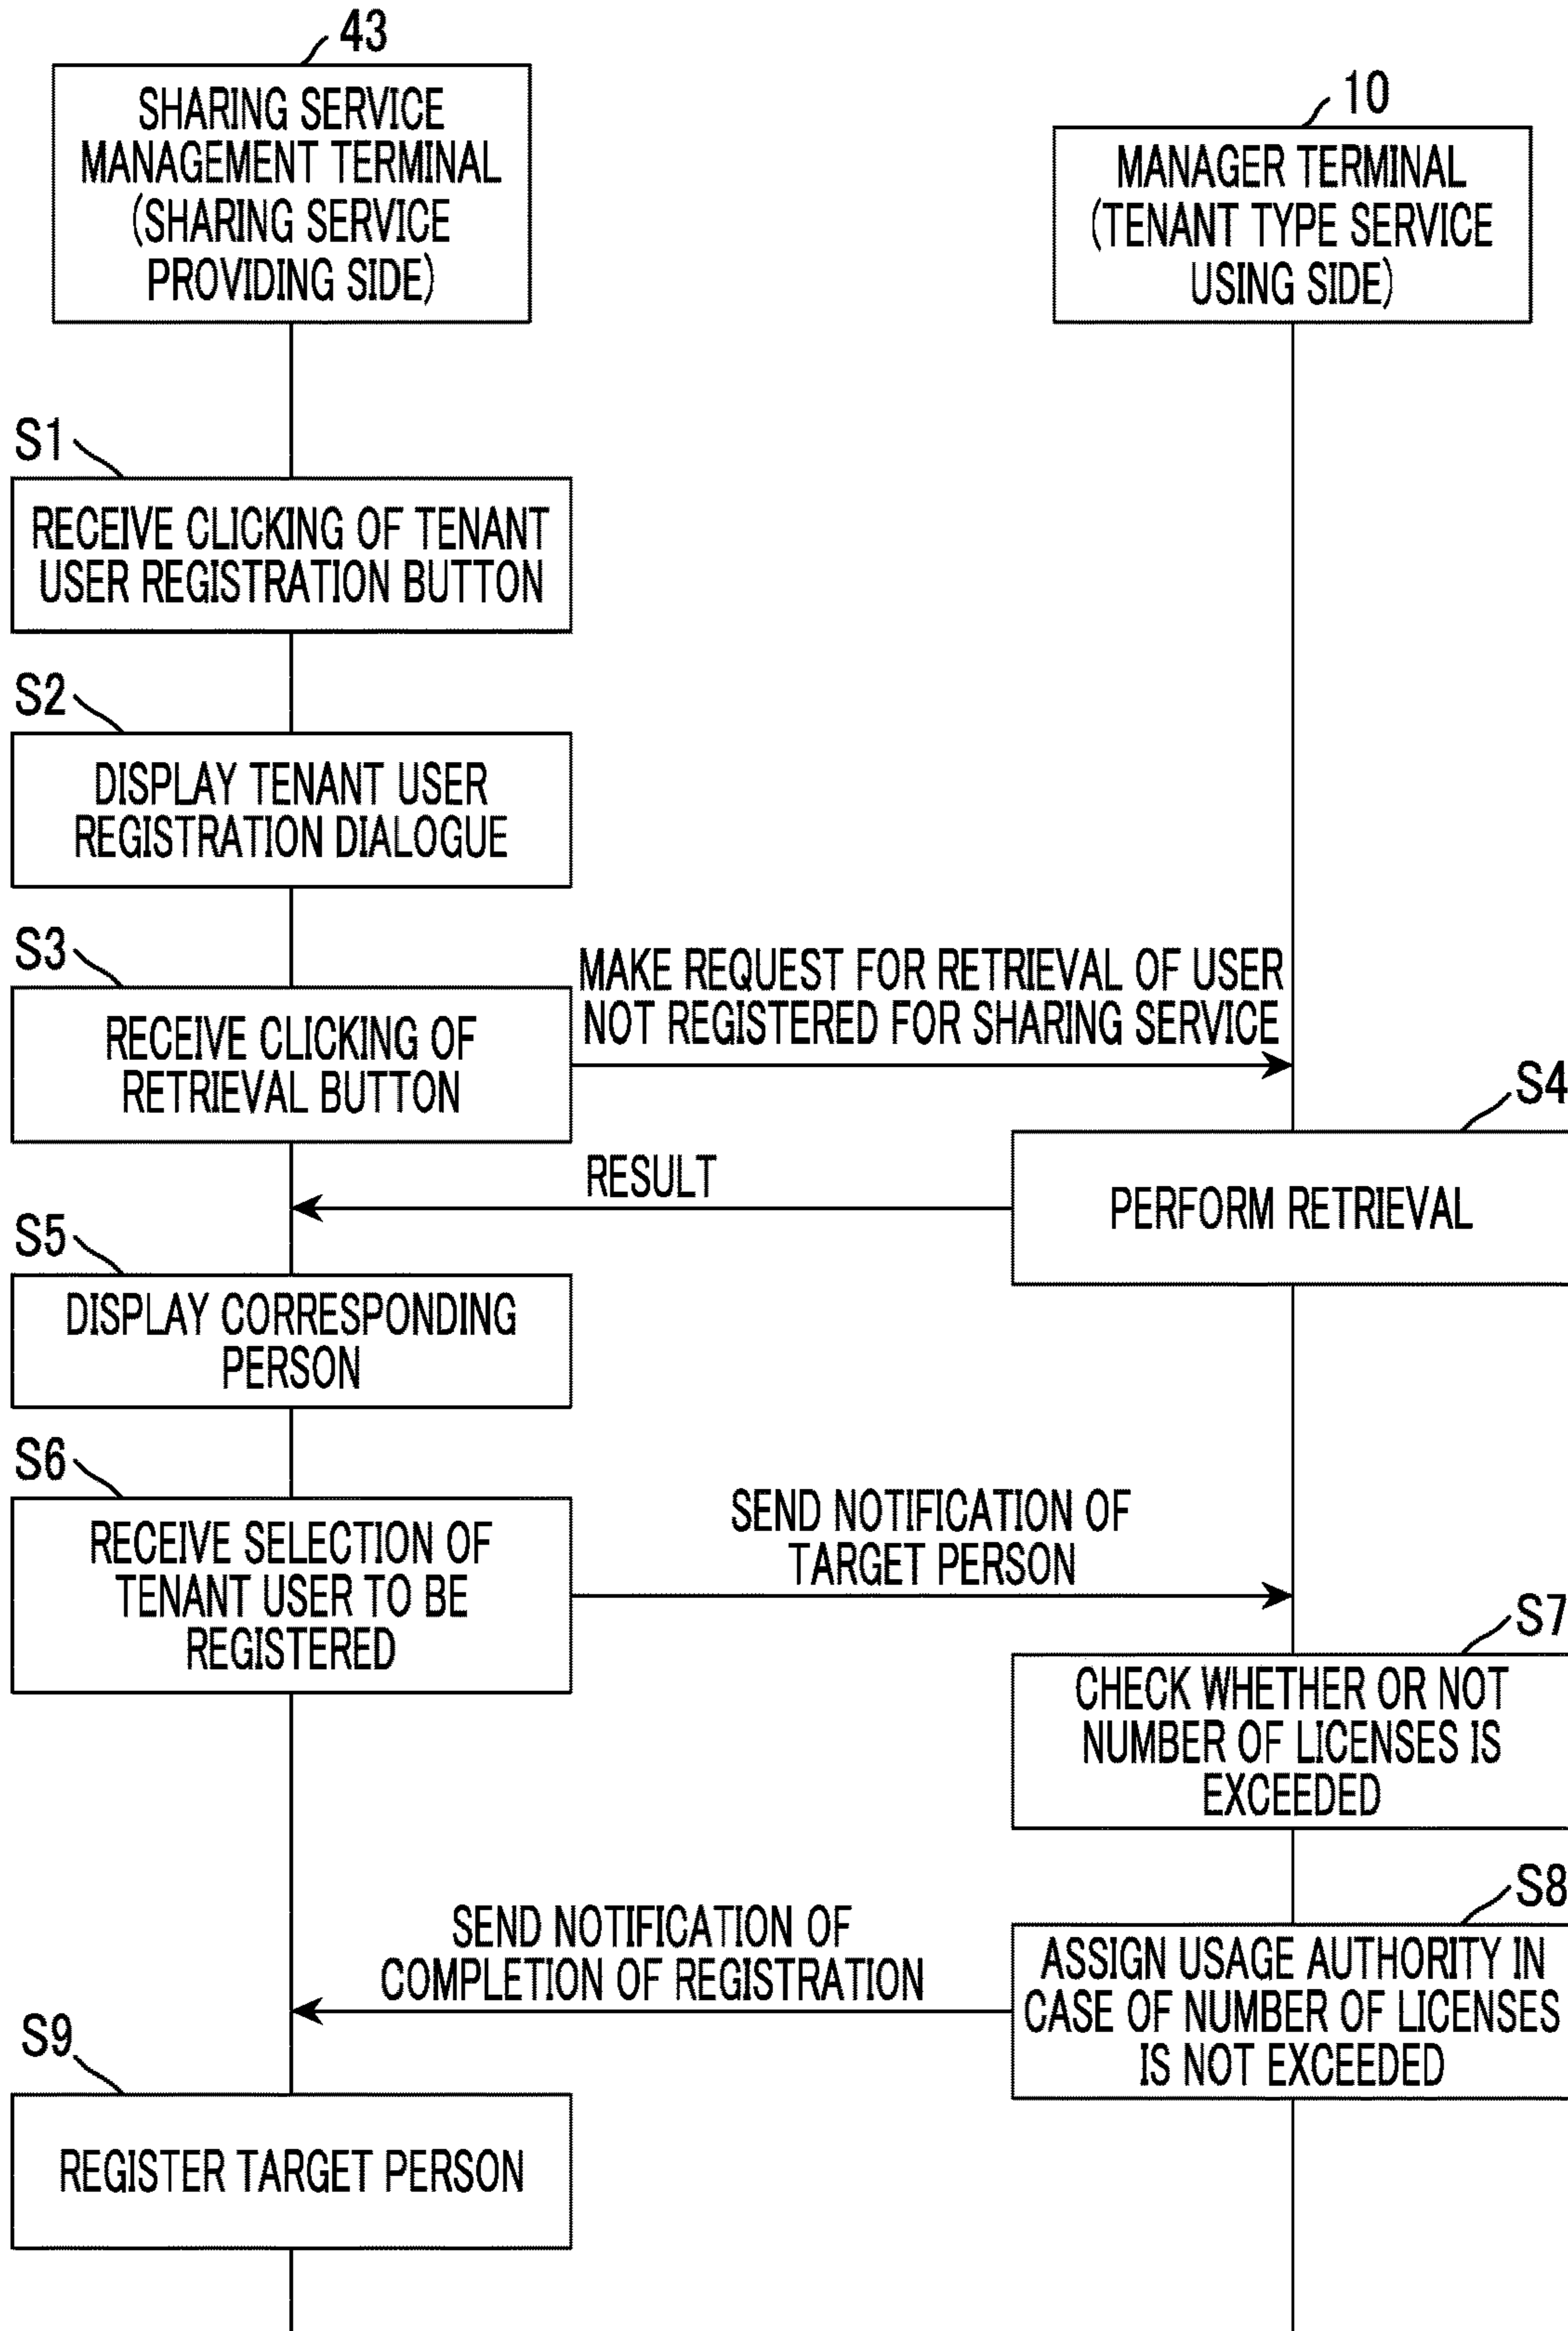 43
SHARING SERVICE
MANAGEMENT TERMINAL
(SHARING SERVICE
PROVIDING SIDE)
10
MANAGER TERMINAL
(TENANT TYPE SERVICE
USING SIDE)
S1
RECEIVE CLICKING OF TENANT
USER REGISTRATION BUTTON
S2
DISPLAY TENANT USER
REGISTRATION DIALOGUE
S3
RECEIVE CLICKING OF
RETRIEVAL BUTTON
MAKE REQUEST FOR RETRIEVAL OF USER
NOT REGISTERED FOR SHARING SERVICE
S4
PERFORM RETRIEVAL
RESULT
S5
DISPLAY CORRESPONDING
PERSON
S6
RECEIVE SELECTION OF
TENANT USER TO BE
REGISTERED
SEND NOTIFICATION OF
TARGET PERSON
S7
CHECK WHETHER OR NOT
NUMBER OF LICENSES IS
EXCEEDED
S8
ASSIGN USAGE AUTHORITY IN
CASE OF NUMBER OF LICENSES
IS NOT EXCEEDED
SEND NOTIFICATION OF
COMPLETION OF REGISTRATION
S9
REGISTER TARGET PERSON